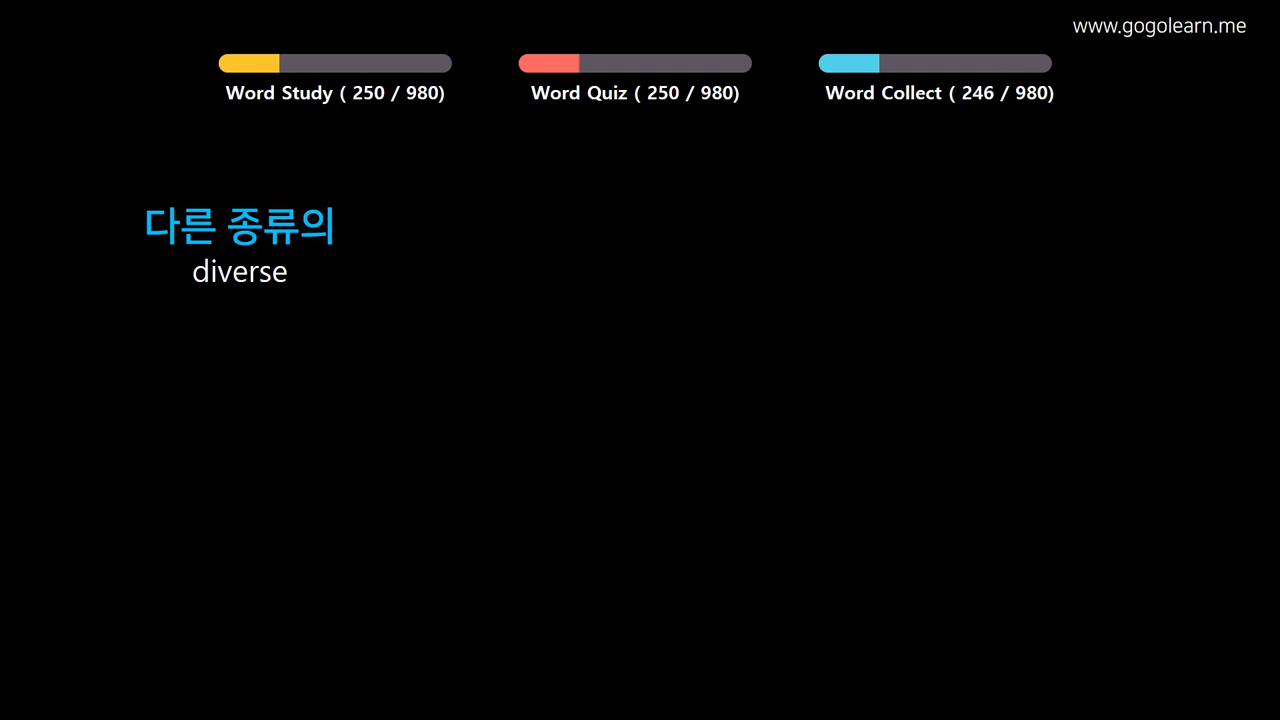 www.gogolearn.me
Word Study ( 250 / 980)
Word Quiz ( 250 / 980)
Word Collect ( 246 / 980)
다른 종류의
diverse